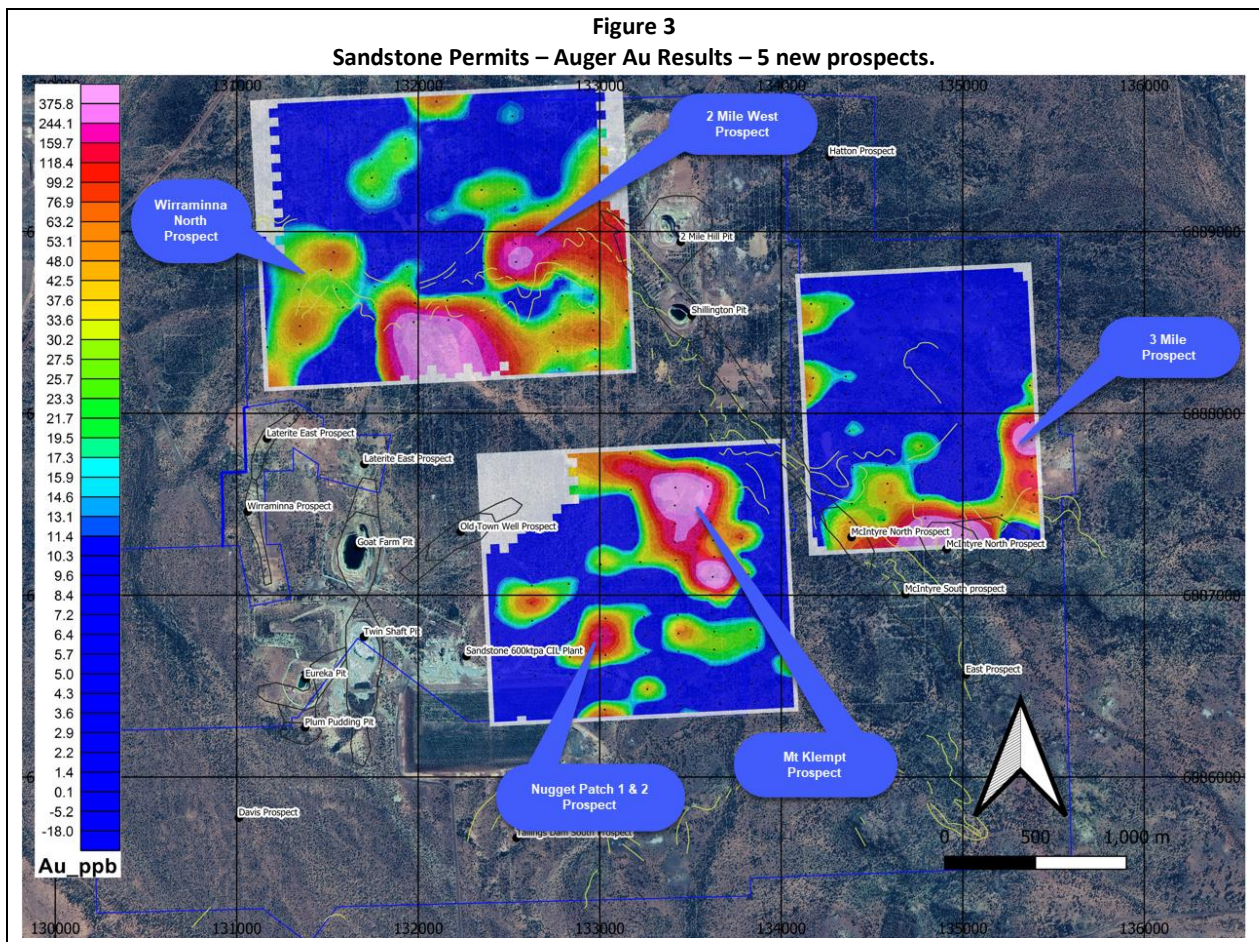 Figure 3
Sandstone Permits – Auger Au Results – 5 new prospects.
131000
132000
133000
134000
135000
136000
375.8
244.1
159.7
118.4
99.2
76.9
63.2
53.1
48.0
42.5
37.6
33.6
30.2
27.5
25.7
23.3
21.7
19.5
17.3
15.6
14.6
13.1
11.4
10.3
9.6
8.4
7.2
6.4
5.7
5.0
4.3
3.6
2.9
2.2
1.4
0.1
-5.2
-18.0
Au_ppb
2 Mile West
Prospect
Hatton Prospect
Wirraminna
North
Prospect
2 Mile Hill Pit
6889000
Shillington Pit
3 Mile
Prospect
6888000
Laterite East Prospect
Laterite East Prospect
Wirraminna Prospect
Old Town Well Prospect
Goat Farm Pit
McIntyre North Prospect
McIntyre North Prospect
McIntyre South prospect
6887000
Twin Shaft Pit
Sandstone 600ktpa CIL Plant
Eureka Pit
East Prospect
Plum Pudding Pit
Mt Klempt
Prospect
Nugget Patch 1 & 2
Prospect
6886000
Davis Prospect
Tailings Dam South Prospect
0 500 1,000 m
130000
131000
132000
133000
134000
135000
136000